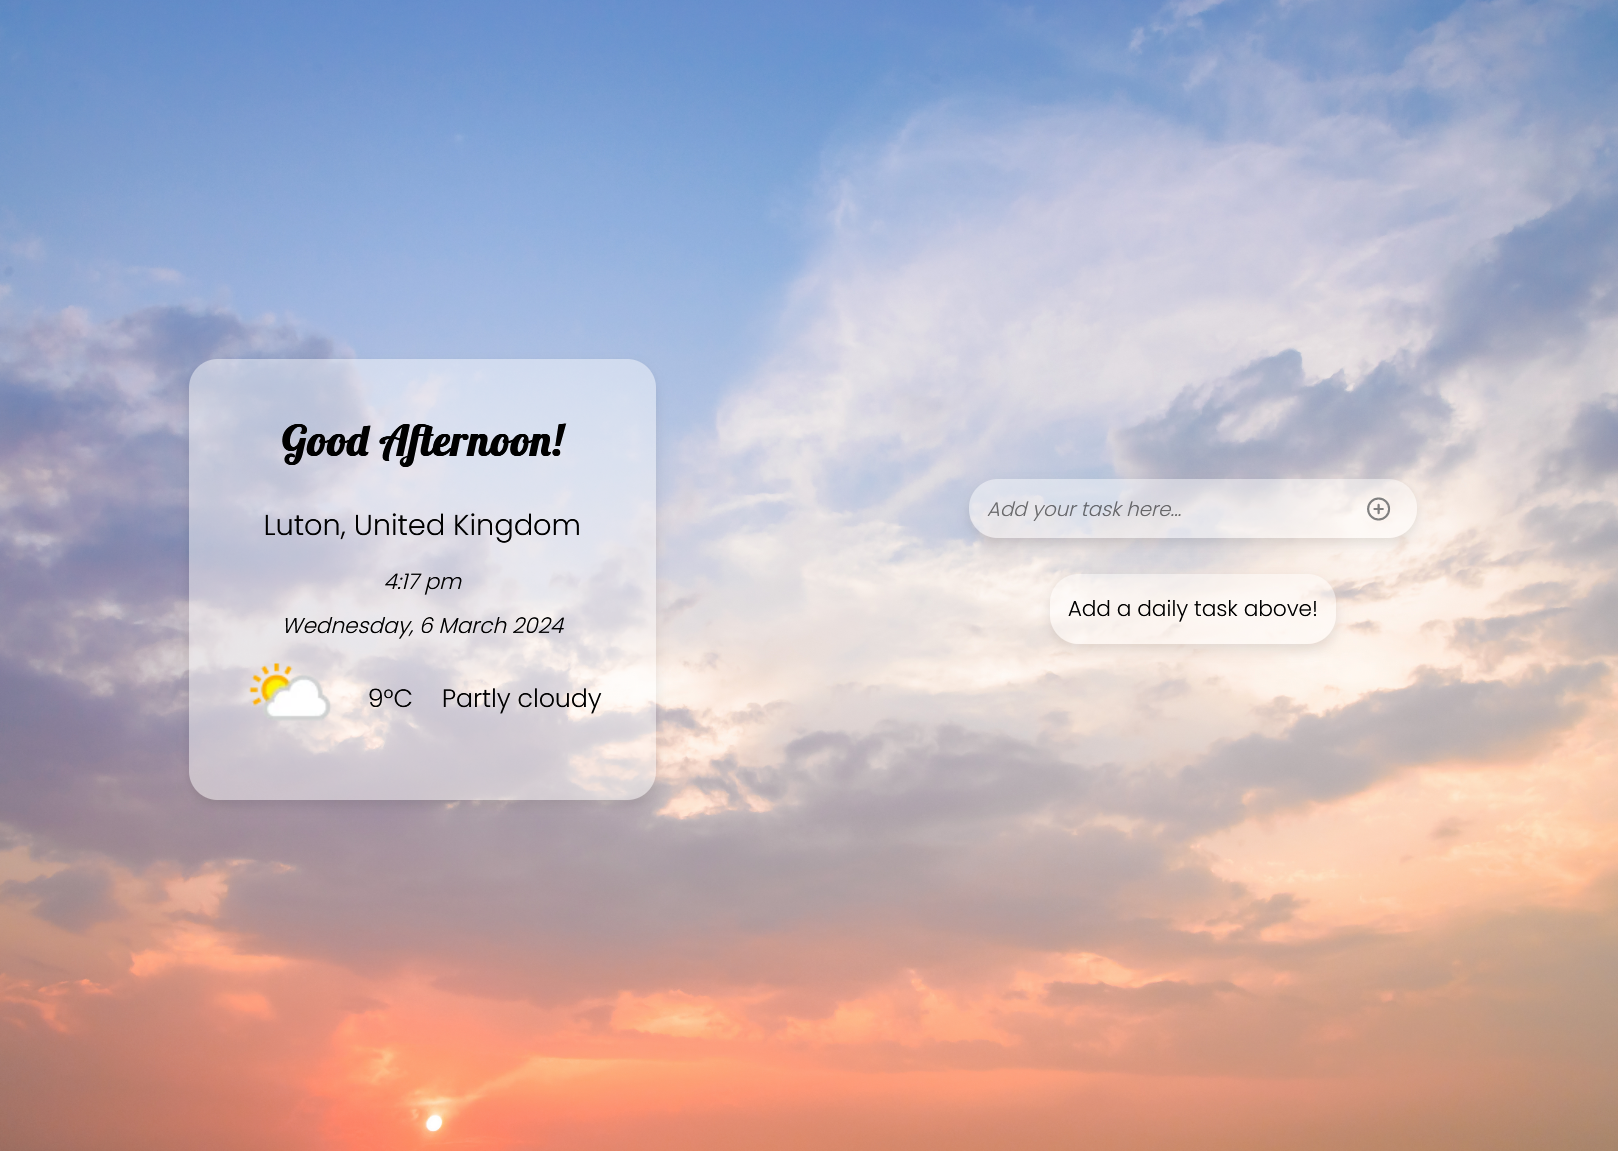 Good Afternoon!
Luton, United Kingdom
4:17 pm
Wednesday, 6 March 2024
9°C Partly cloudy
Add your task here...
Add a daily task above!